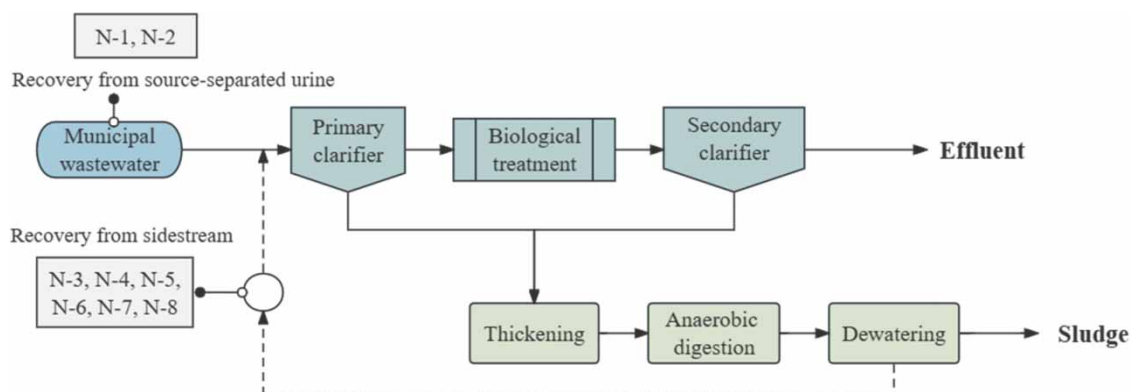 N-1, N-2
Recovery from source-separated urine
Municipal
wastewater
Primary
clarifier
Biological
treatment
Secondary
clarifier
Effluent
Recovery from sidestream
N-3, N-4, N-5,
N-6, N-7, N-8
Thickening
Anaerobic
digestion
Dewatering
Sludge